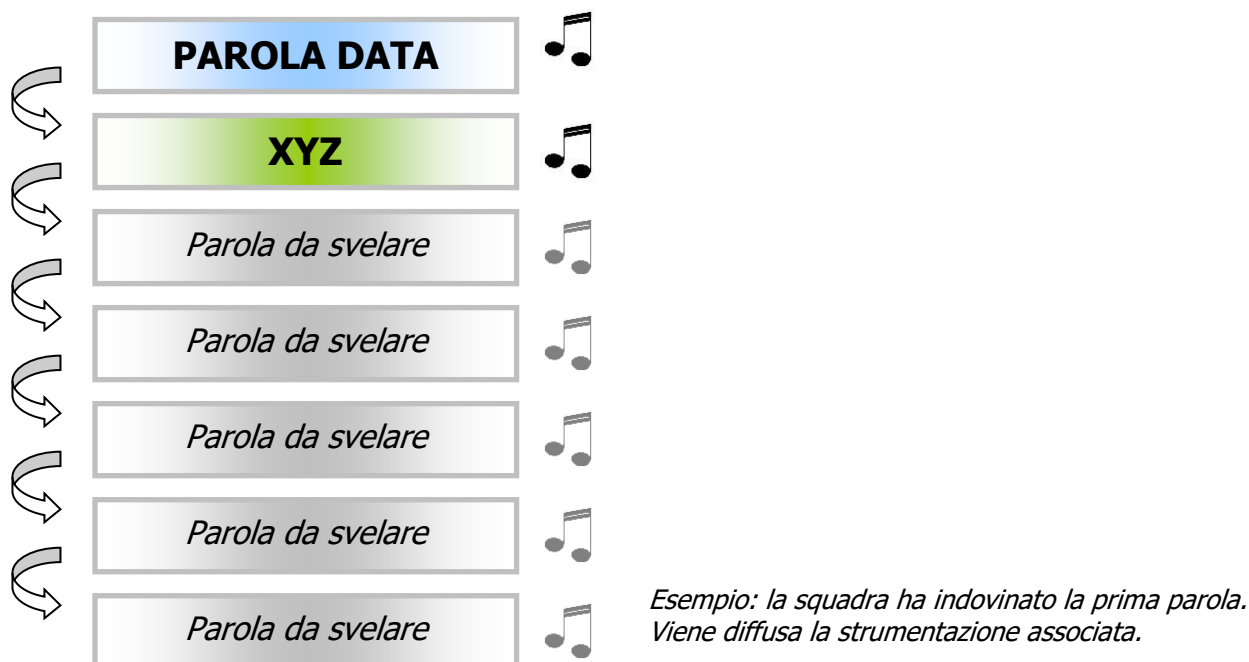 PAROLA DATA
XYZ
Parola da svelare
Parola da svelare
Parola da svelare
Parola da svelare
Parola da svelare
Esempio: la squadra ha indovinato la prima parola.
Viene diffusa la strumentazione associata.